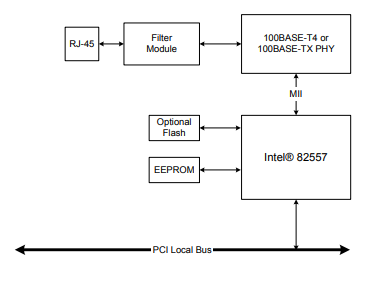 RJ-45
Filter
Module
100BASE-T4 or
100BASE-TX PHY
MII
Optional
Flash
EEPROM
Intel® 82557
PCI Local Bus